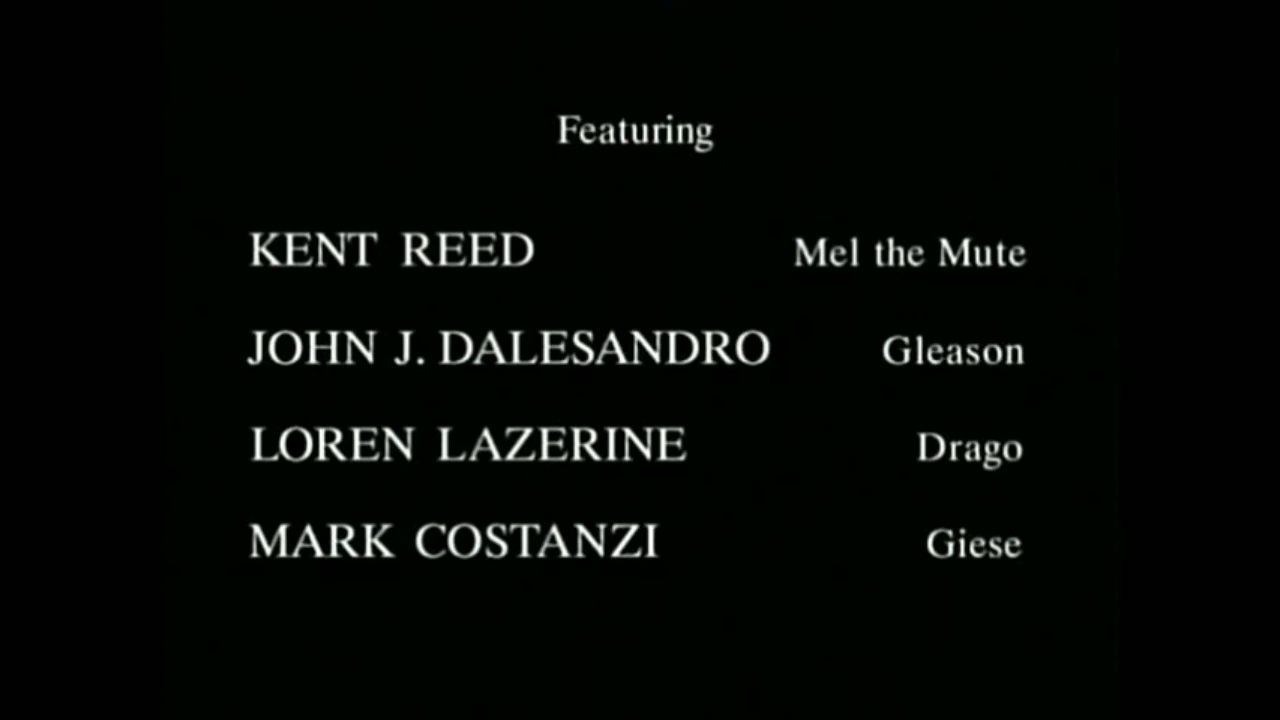 Featuring
KENT REED Mel the Mute
JOHN J. DALESANDRO Gleason
LOREN LAZERINE Drago
MARK COSTANZI Giese